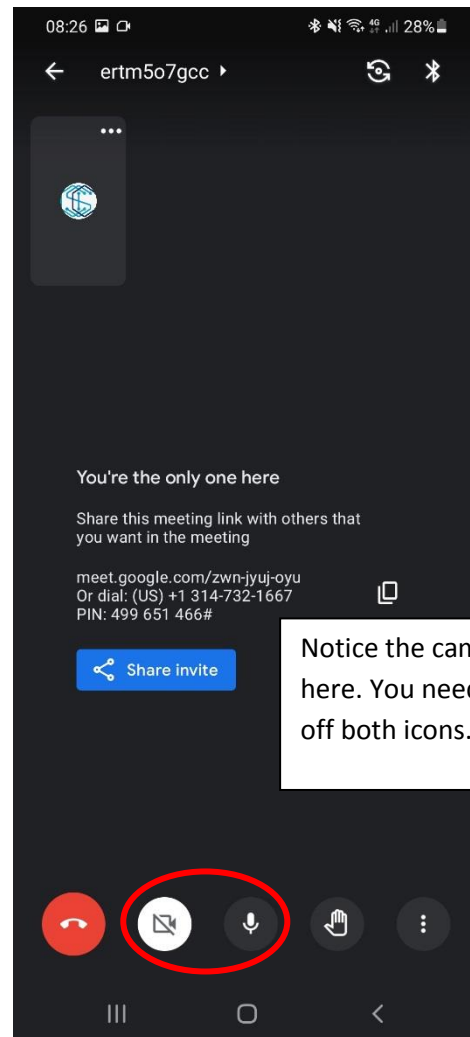 08:26 4G 28%
ertm5o7gcc
You're the only one here
Share this meeting link with others that
you want in the meeting
meet.google.com/zwn-jyuj-oyu
Or dial: (US) +1 314-732-1667
PIN: 499 651 466#
Share invite
Notice the
here. You
off both icons.